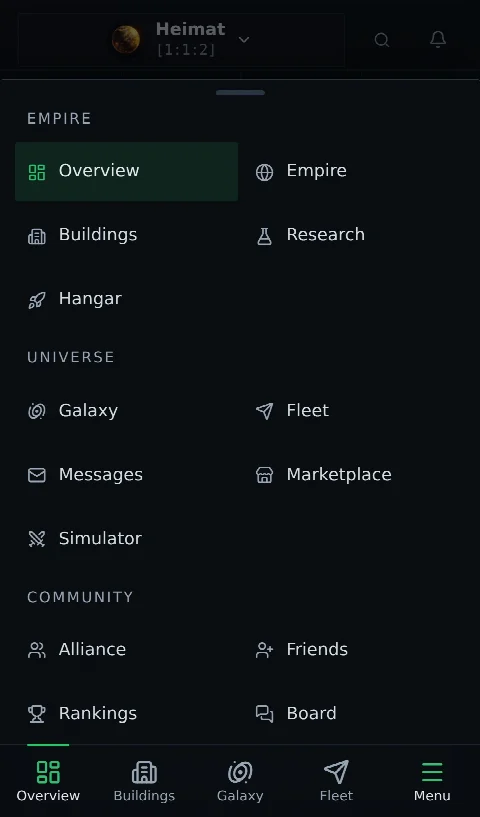 Heimat
[1:1:2]
EMPIRE
Overview
Empire
Buildings
Research
Hangar
UNIVERSE
Galaxy
Fleet
Messages
Marketplace
Simulator
COMMUNITY
Alliance
Friends
Rankings
Board
Overview
Buildings
Galaxy
Fleet
Menu